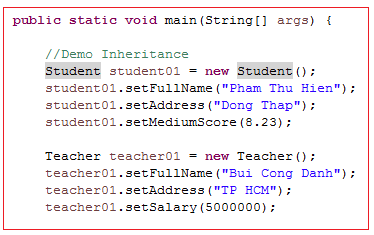 public static void main(String[] args) {
//Demo Inheritance
Student student01 = new Student();
student01.setFullName("Pham Thu Hien");
student01.setAddress("Dong Thap");
student01.setMediumScore(8.23);
Teacher teacher01 = new Teacher();
teacher01.setFullName("Bui Cong Danh");
teacher01.setAddress("TP HCM");
teacher01.setSalary(5000000);